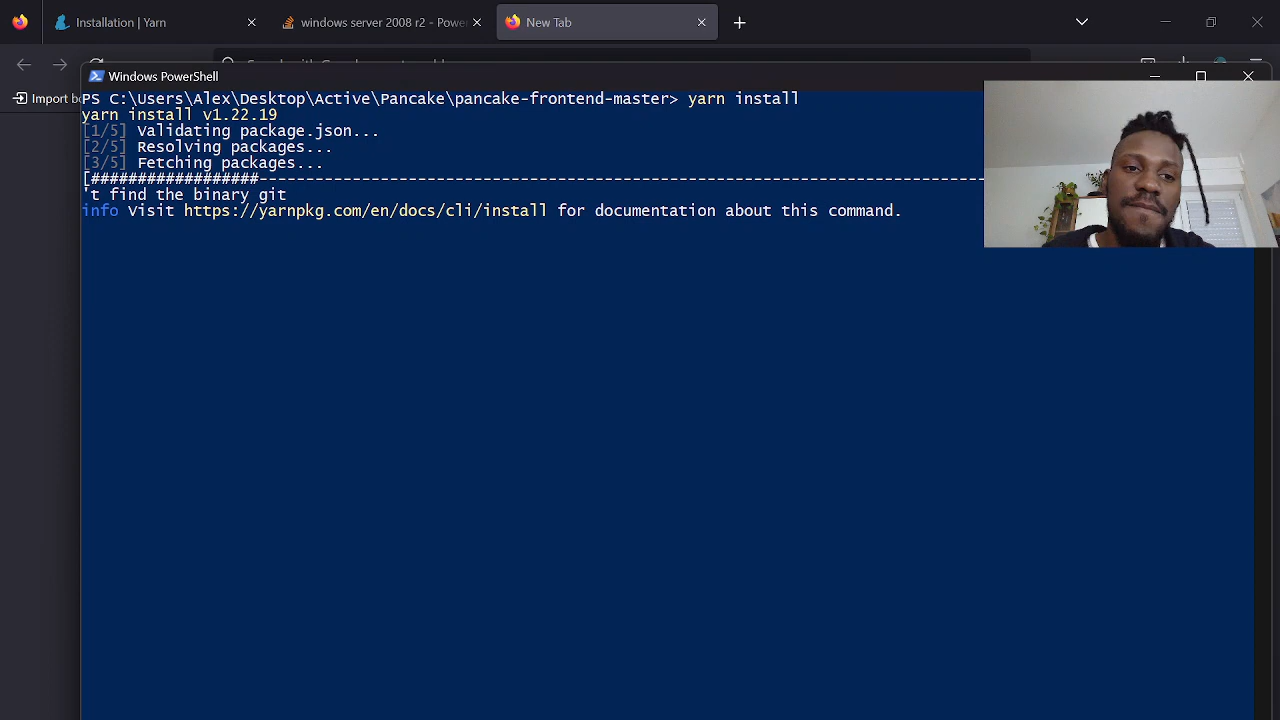 Installation | Yarn
windows server 2008 r2 - Powe
New Tab
Import bo
Windows PowerShell
PS C:\Users\Alex\Desktop\Active\Pancake\pancake-frontend-master> yarn install
yarn install v1.22.19
[1/5] Validating package.json...
[2/5] Resolving packages...
[3/5] Fetching packages...
[##################------------------------------------------------------------------------------
't find the binary git
info Visit https://yarnpkg.com/en/docs/cli/install for documentation about this command.